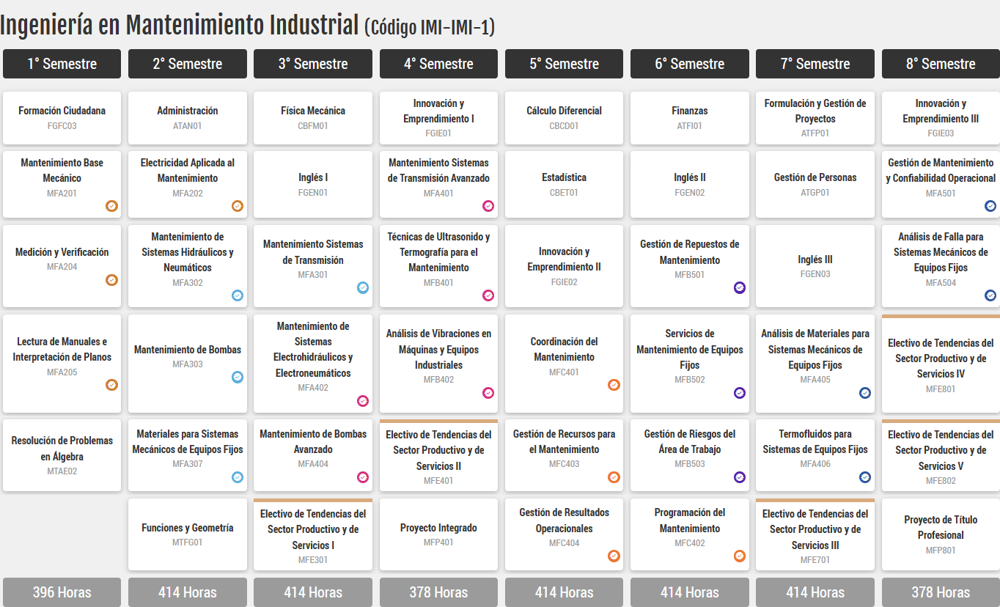 Ingeniería en Mantenimiento Industrial (Código IMI-IMI-1)
1° Semestre
2° Semestre
3° Semestre
4° Semestre
5° Semestre
6° Semestre
7° Semestre
8° Semestre
Formación Ciudadana
FGFC03
Administración
ATAN01
Física Mecánica
CBFM01
Innovación y
Emprendimiento I
FGIE01
Cálculo Diferencial
CBCD01
Finanzas
ATFI01
Formulación y Gestión de
Proyectos
ATFP01
Innovación y
Emprendimiento III
FGIE03
Mantenimiento Base
Mecánico
MFA201
Electricidad Aplicada al
Mantenimiento
MFA202
Inglés I
FGEN01
Mantenimiento Sistemas
de Transmisión Avanzado
MFA401
Estadística
CBET01
Inglés II
FGEN02
Gestión de Personas
ATGP01
Gestión de Mantenimiento
y Confiabilidad Operacional
MFA501
Medición y Verificación
MFA204
Mantenimiento de
Sistemas Hidráulicos y
Neumáticos
MFA302
Mantenimiento Sistemas
de Transmisión
MFA301
Técnicas de Ultrasonido y
Termografía para el
Mantenimiento
MFB401
Innovación y
Emprendimiento II
FGIE02
Gestión de Repuestos de
Mantenimiento
MFB501
Inglés III
FGEN03
Análisis de Falla para
Sistemas Mecánicos de
Equipos Fijos
MFA504
Lectura de Manuales e
Interpretación de Planos
MFA205
Mantenimiento de Bombas
MFA303
Mantenimiento de
Sistemas
Electrohidráulicos y
Electroneumáticos
MFA402
Análisis de Vibraciones en
Máquinas y Equipos
Industriales
MFB402
Coordinación del
Mantenimiento
MFC401
Servicios de
Mantenimiento de Equipos
Fijos
MFB502
Análisis de Materiales para
Sistemas Mecánicos de
Equipos Fijos
MFA405
Electivo de Tendencias del
Sector Productivo y de
Servicios IV
MFE801
Resolución de Problemas
en Álgebra
MTAE02
Materiales para Sistemas
Mecánicos de Equipos Fijos
MFA307
Mantenimiento de Bombas
Avanzado
MFA404
Electivo de Tendencias del
Sector Productivo y de
Servicios II
MFE401
Gestión de Recursos para
el Mantenimiento
MFC403
Gestión de Riesgos del
Área de Trabajo
MFB503
Termofluidos para
Sistemas de Equipos Fijos
MFA406
Electivo de Tendencias del
Sector Productivo y de
Servicios V
MFE802
Funciones y Geometría
MTFG01
Electivo de Tendencias del
Sector Productivo y de
Servicios I
MFE301
Proyecto Integrado
MFP401
Gestión de Resultados
Operacionales
MFC404
Programación del
Mantenimiento
MFC402
Electivo de Tendencias del
Sector Productivo y de
Servicios III
MFE701
Proyecto de Título
Profesional
MFP801
396 Horas
414 Horas
414 Horas
378 Horas
414 Horas
414 Horas
414 Horas
378 Horas